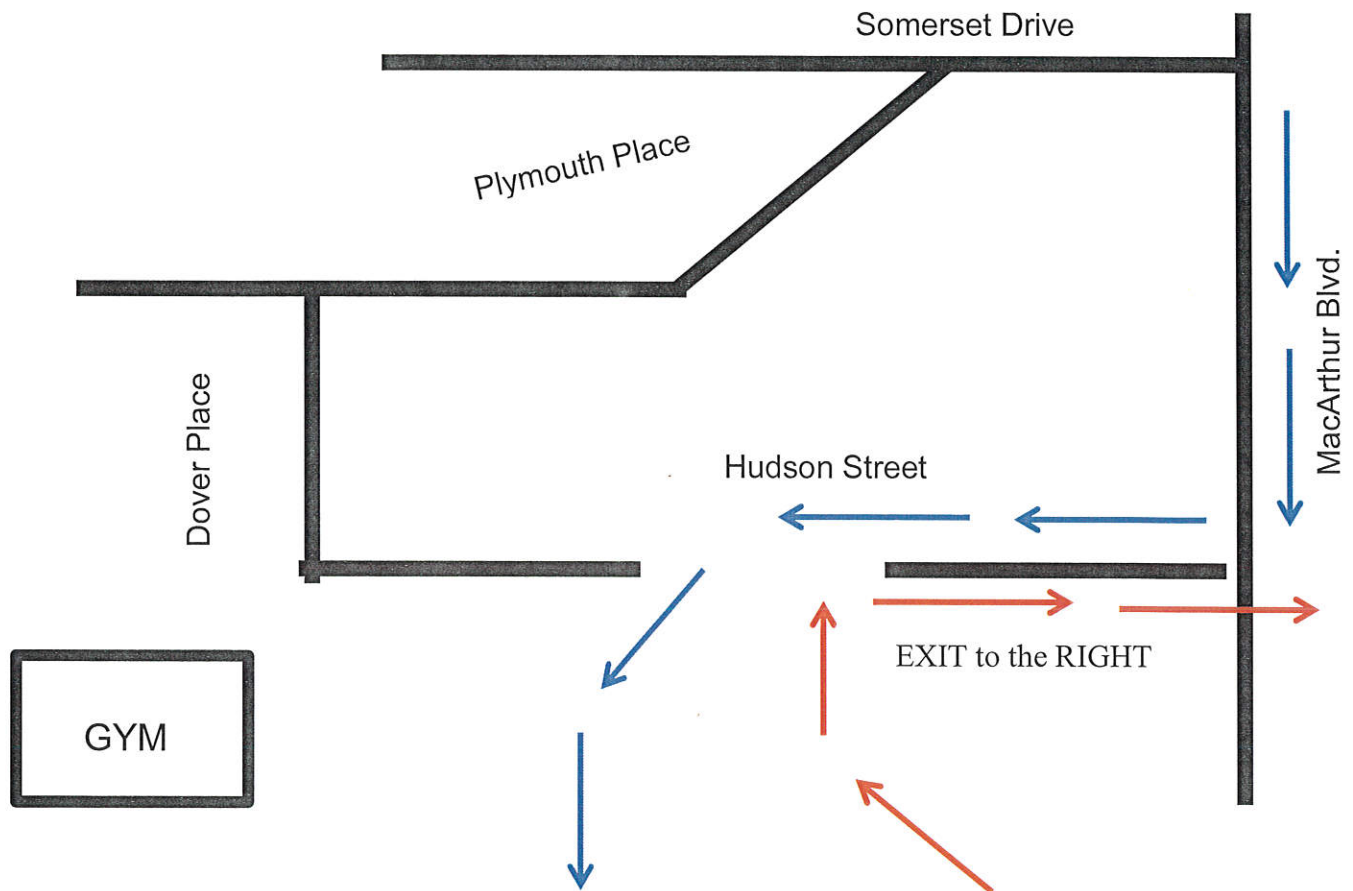 Somerset Drive
Plymouth Place
MacArthur Blvd.
Dover Place
Hudson Street
EXIT to the RIGHT
GYM